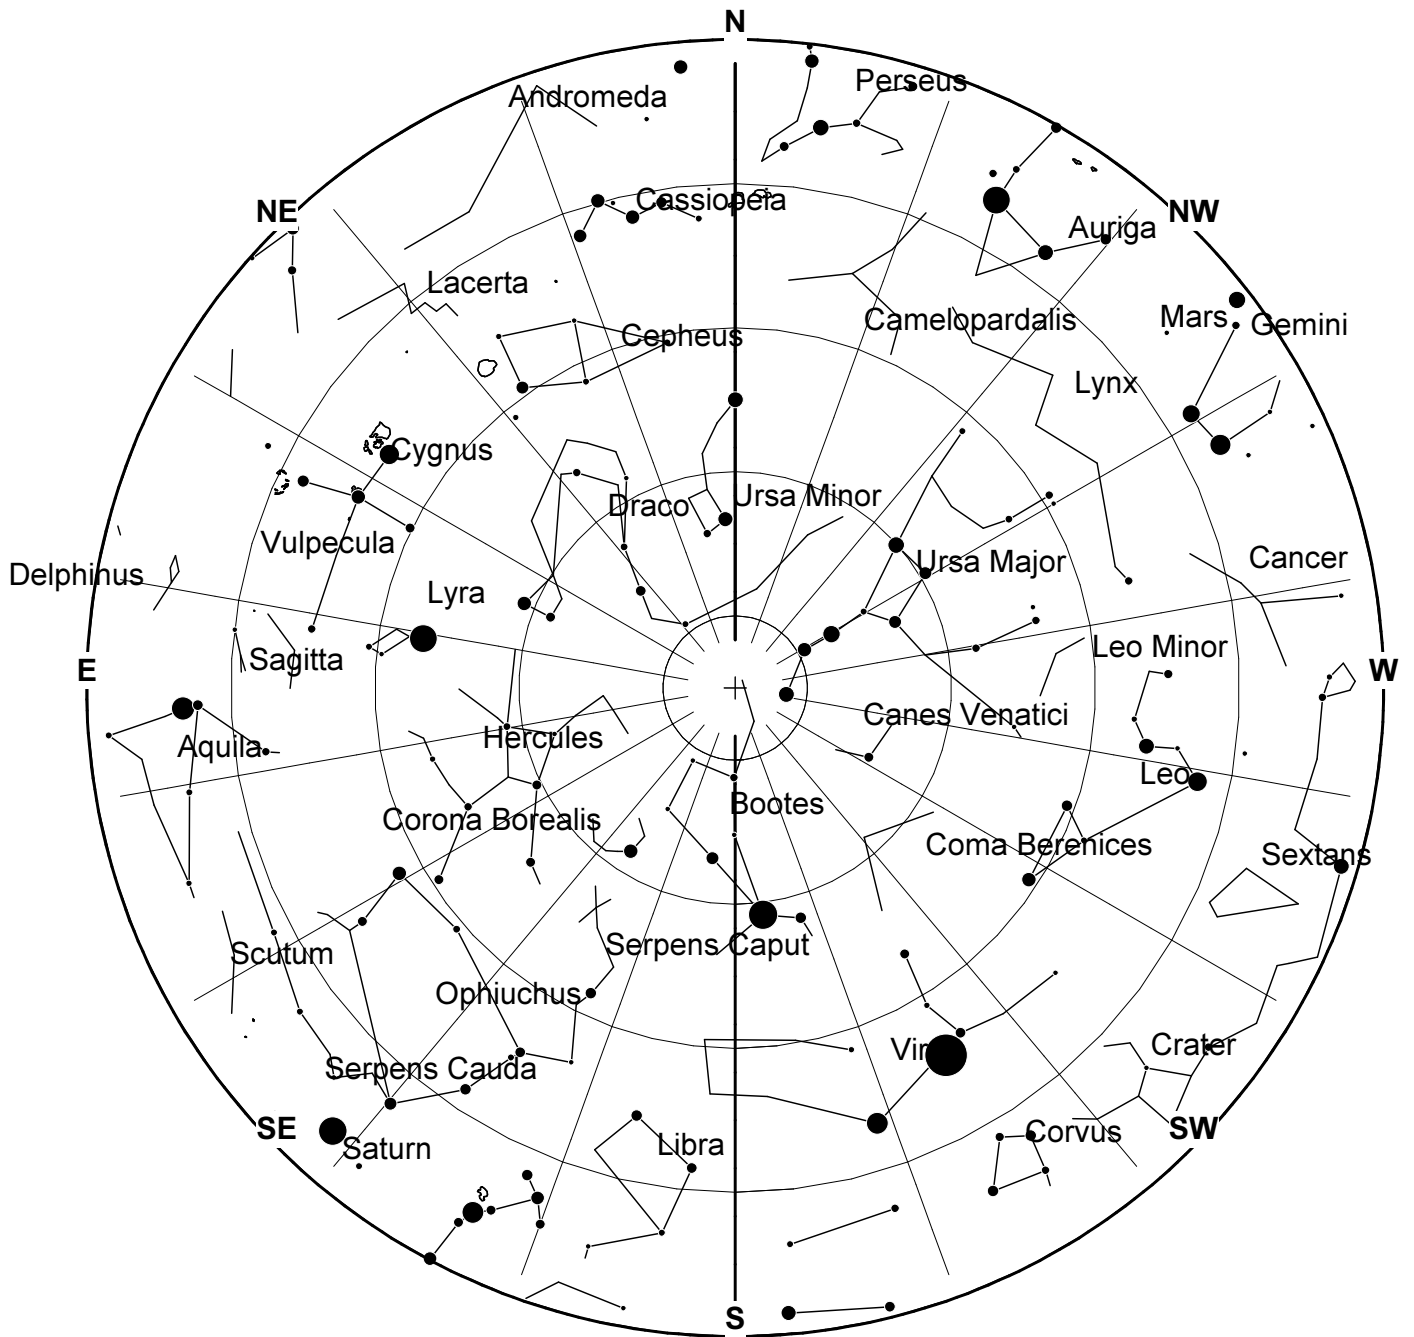 N
Perseus
Andromeda
Cassiopeia
NE
NW
Auriga
Lacerta
Camelopardalis
Mars
Gemini
Cepheus
Lynx
Cygnus
Draco
Ursa Minor
Vulpecula
Ursa Major
Cancer
Delphinus
Lyra
Leo Minor
Sagitta
E
W
Canes Venatici
Hercules
Aquila
Leo
Bootes
Corona Borealis
Coma Berenices
Sextans
Serpens Caput
Scutum
Ophiuchus
Vir
Crater
Serpens Cauda
SE
SW
Corvus
Saturn
Libra
S